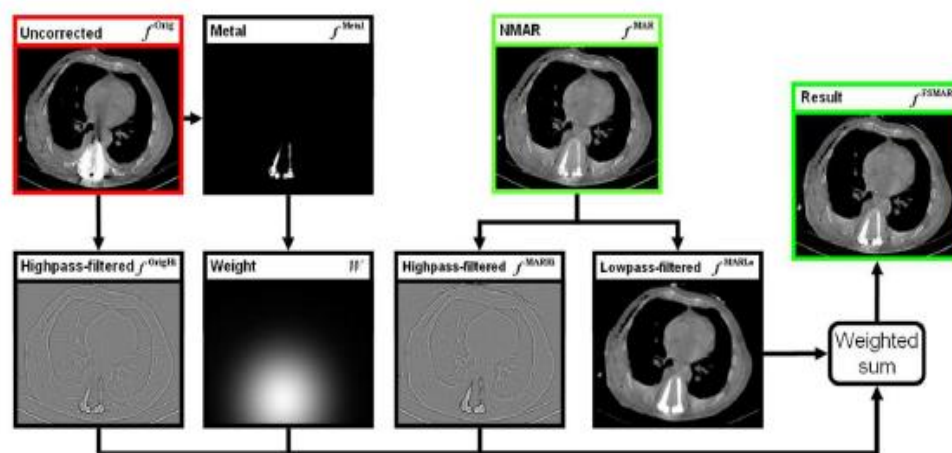 Uncorrected f^Orig
Metal f^Metal
NMAR f^MAR
Result f^FSMAR
Highpass-filtered f^OrigHi
Weight W
Highpass-filtered f^MARHi
Lowpass-filtered f^MARLo
Weighted
sum